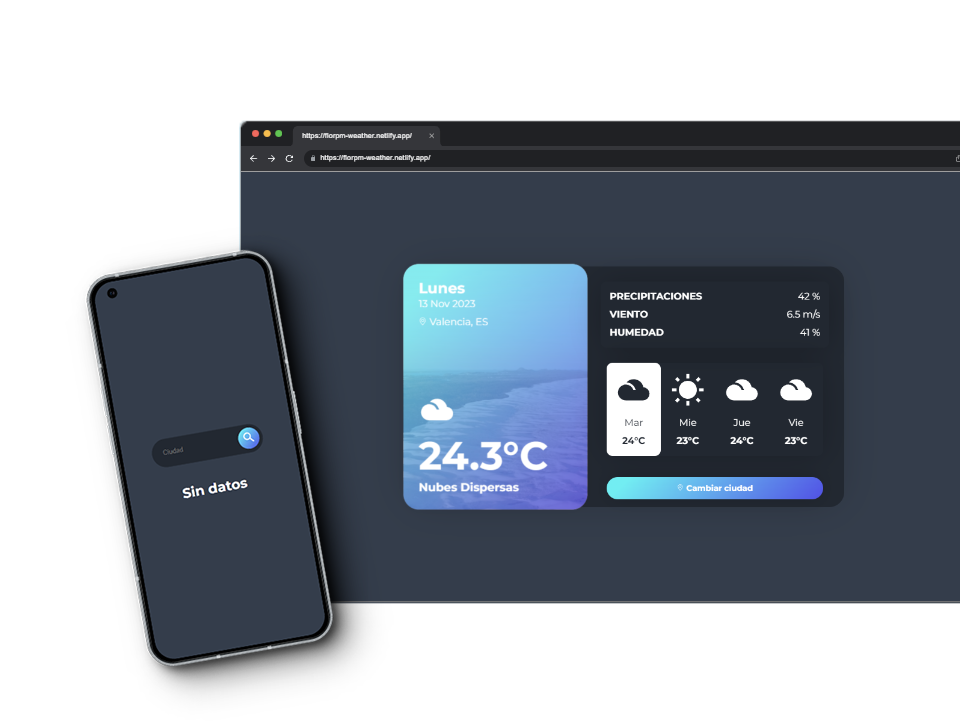 https://florpm-weather.netlify.app/
https://florpm-weather.netlify.app/
Lunes
13 Nov 2023
Valencia, ES
24.3°C
Nubes Dispersas
PRECIPITACIONES 42 %
VIENTO 6.5 m/s
HUMEDAD 41 %
Mar Mie Jue Vie
24°C 23°C 24°C 23°C
Cambiar ciudad
Ciudad
Sin datos